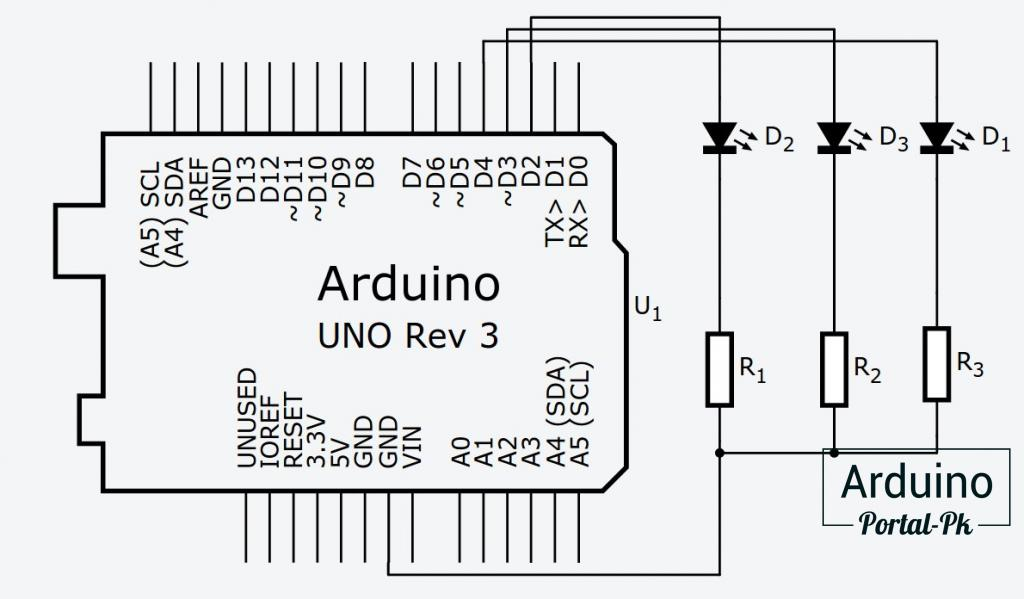 (A5) SCL
(A4) SDA
AREF
GND
D13
D12
~D11
~D10
~D9
D8
D7
~D6
~D5
D4
~D3
D2
TX> D1
RX> D0
D₂
D₃
D₁
Arduino
UNO Rev 3
U₁
R₁
R₂
R₃
UNUSED
IOREF
RESET
3.3V
5V
GND
GND
VIN
A0
A1
A2
A3
A4 (SDA)
A5 (SCL)
Arduino
Portal-Pk